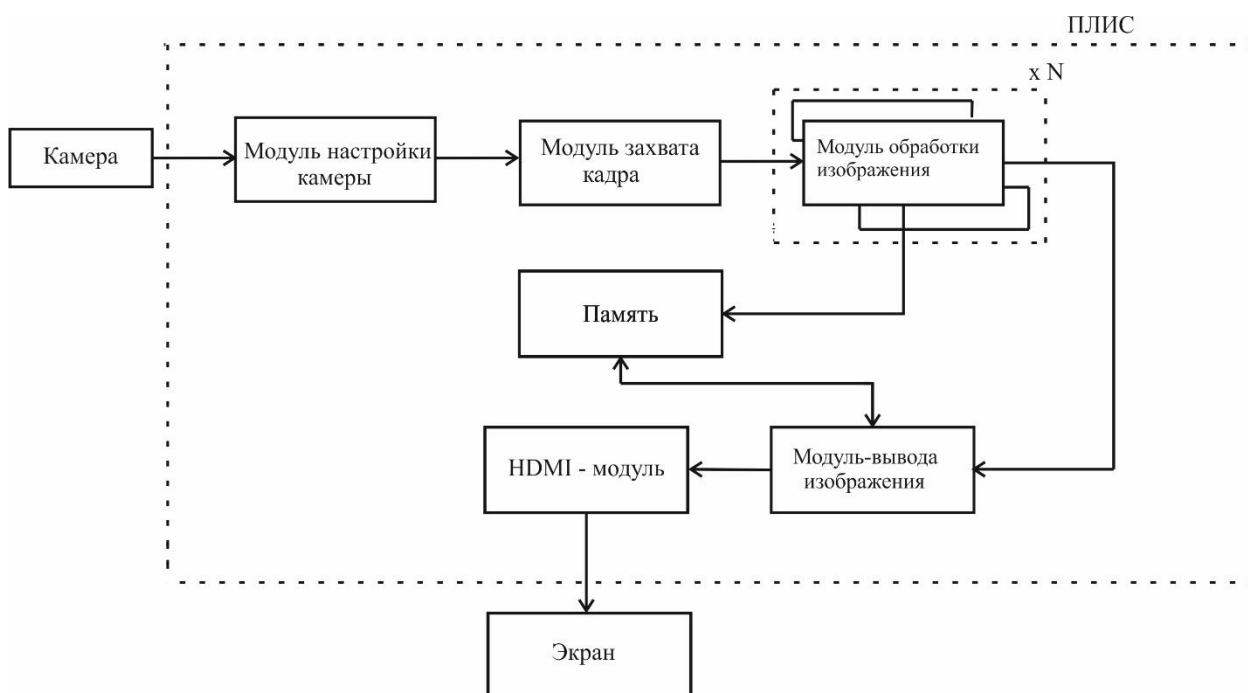 ПЛИС
x N
Камера
Модуль настройки
камеры
Модуль захвата
кадра
Модуль обработки
изображения
Память
HDMI - модуль
Модуль-вывода
изображения
Экран